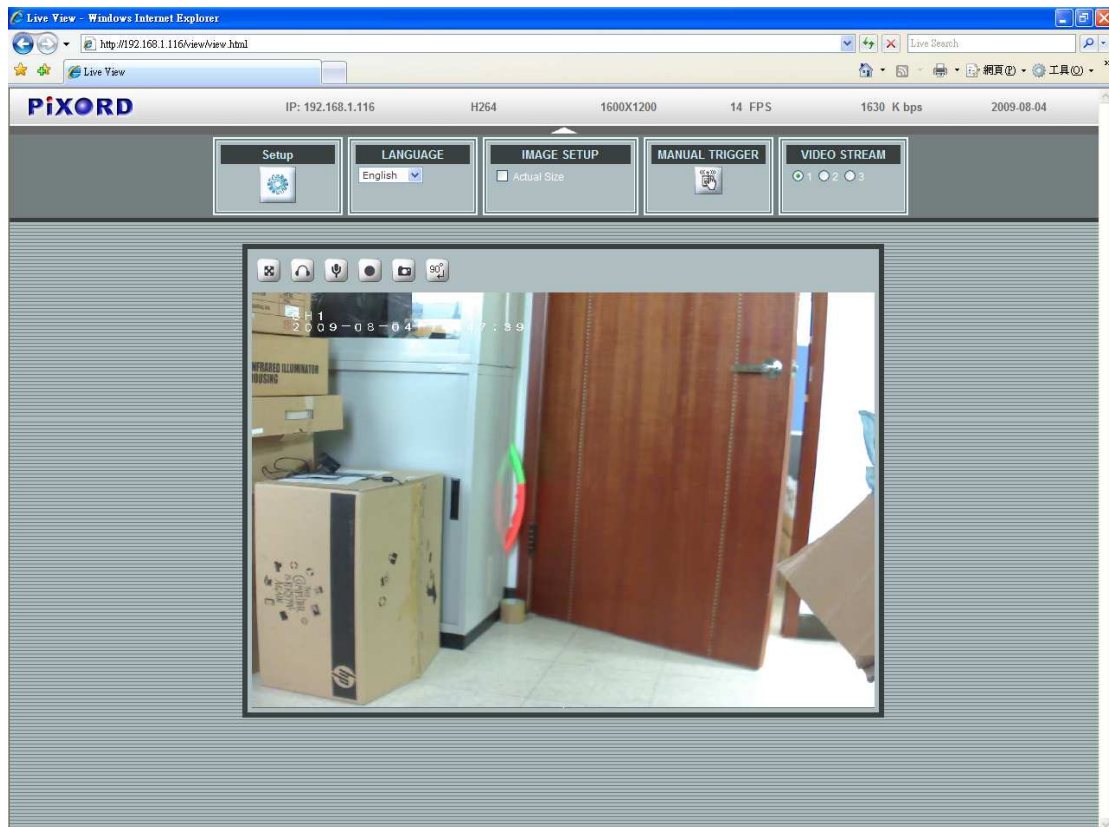 Live View - Windows Internet Explorer
http://192.168.1.116/view/view.html
Live Search
Live View
網頁(P)
工具(O)
PiXORD
IP: 192.168.1.116 H264 1600X1200 14 FPS 1630 K bps 2009-08-04
Setup LANGUAGE IMAGE SETUP MANUAL TRIGGER VIDEO STREAM
English Actual Size 1 2 3
90°
CH1
2009-08-04
INFRARED ILLUMINATOR
HOUSING
hp